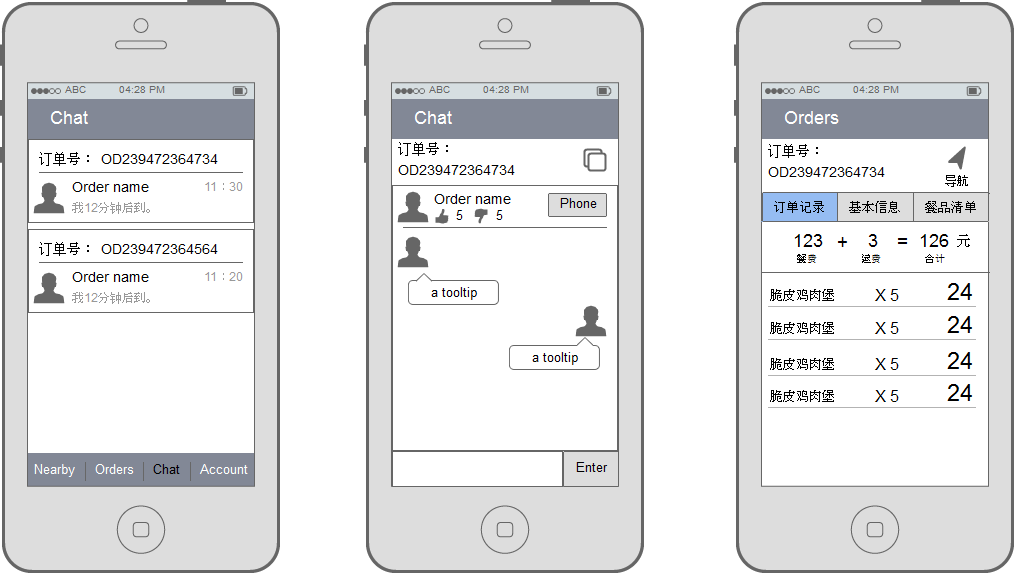 ABC 04:28 PM
Chat
订单号： OD239472364734
Order name 11：30
我12分钟后到。
订单号： OD239472364564
Order name 11：20
我12分钟后到。
Nearby Orders Chat Account
ABC 04:28 PM
Chat
订单号：
OD239472364734
Order name
5 5
Phone
a tooltip
a tooltip
Enter
ABC 04:28 PM
Orders
订单号：
OD239472364734
导航
订单记录 基本信息 餐品清单
123 + 3 = 126 元
餐费 运费 合计
脆皮鸡肉堡 X 5 24
脆皮鸡肉堡 X 5 24
脆皮鸡肉堡 X 5 24
脆皮鸡肉堡 X 5 24